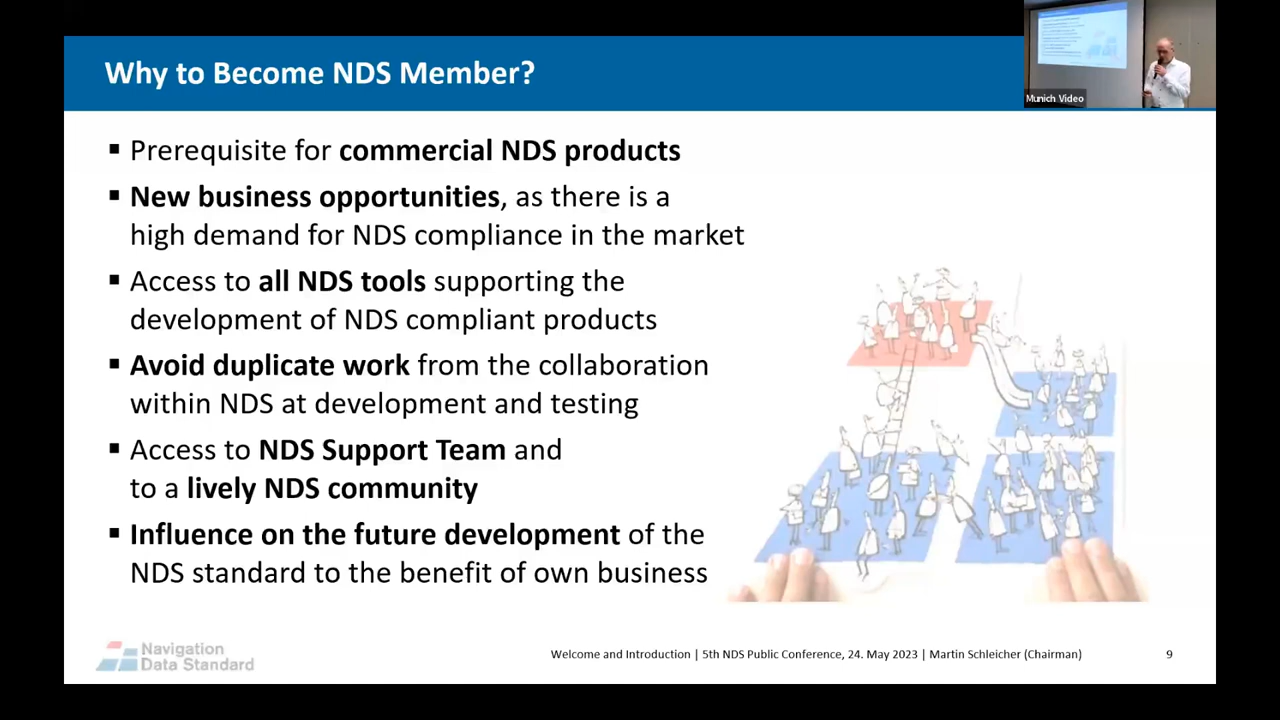 Why to Become NDS Member?
Munich Video
▪ Prerequisite for commercial NDS products
▪ New business opportunities, as there is a
high demand for NDS compliance in the market
▪ Access to all NDS tools supporting the
development of NDS compliant products
▪ Avoid duplicate work from the collaboration
within NDS at development and testing
▪ Access to NDS Support Team and
to a lively NDS community
▪ Influence on the future development of the
NDS standard to the benefit of own business
Navigation
Data Standard
Welcome and Introduction | 5th NDS Public Conference, 24. May 2023 | Martin Schleicher (Chairman)
9